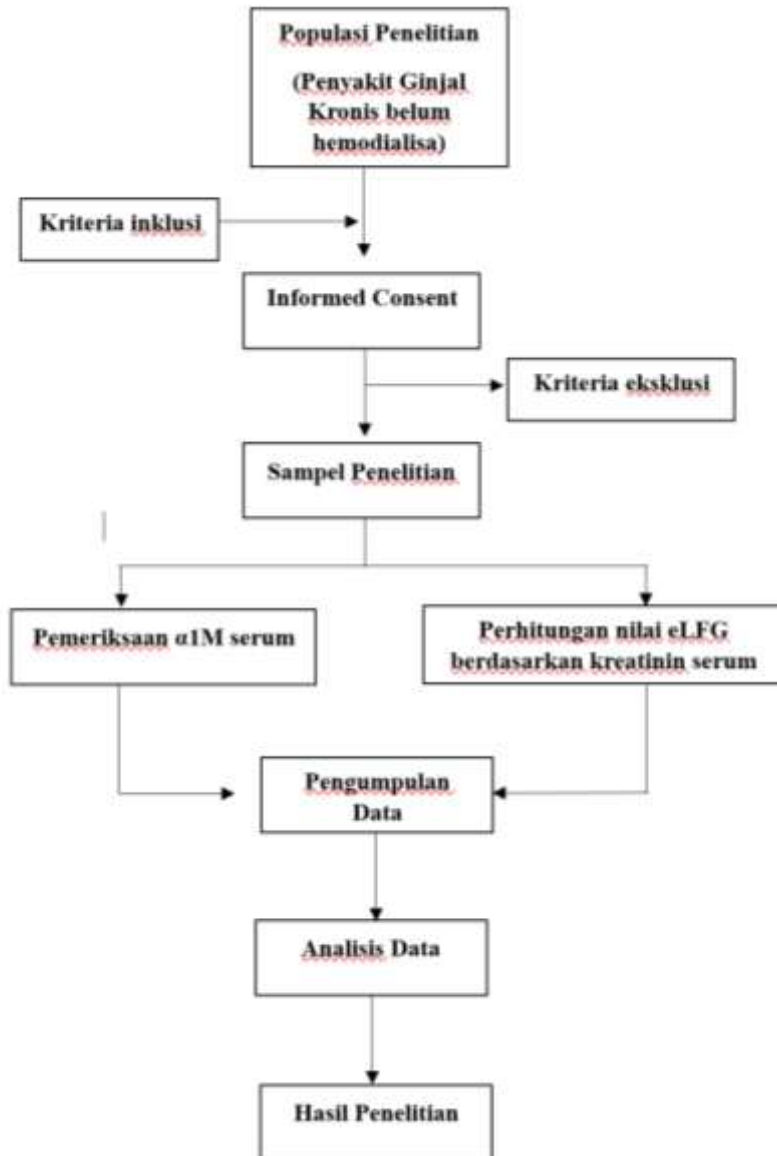 Populasi Penelitian
(Penyakit Ginjal
Kronis belum
hemodialisa)
Kriteria inklusi
Informed Consent
Kriteria eksklusi
Sampel Penelitian
Pemeriksaan α1M serum
Perhitungan nilai eLFG
berdasarkan kreatinin serum
Pengumpulan
Data
Analisis Data
Hasil Penelitian